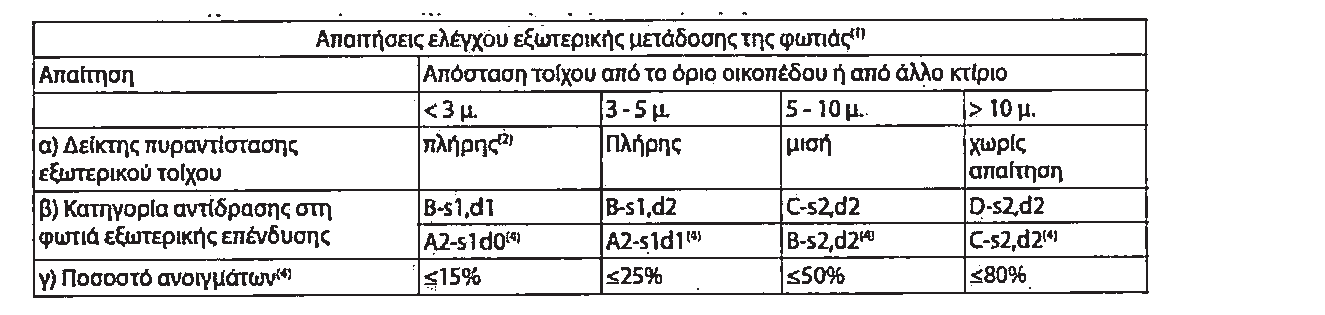 Απαιτήσεις ελέγχου εξωτερικής μετάδοσης της φωτιάς(1)
Απαίτηση Απόσταση τοίχου από το όριο οικοπέδου ή από άλλο κτίριο
< 3 μ. 3 - 5 μ. 5 - 10 μ. > 10 μ.
α) Δείκτης πυραντίστασης πλήρης(2) Πλήρης μισή χωρίς
εξωτερικού τοίχου απαίτηση
β) Κατηγορία αντίδρασης στη B-s1,d1 B-s1,d2 C-s2,d2 D-s2,d2
φωτιά εξωτερικής επένδυσης A2-s1d0(4) A2-s1d1(4) B-s2,d2(4) C-s2,d2(4)
γ) Ποσοστό ανοιγμάτων(4) ≤15% ≤25% ≤50% ≤80%